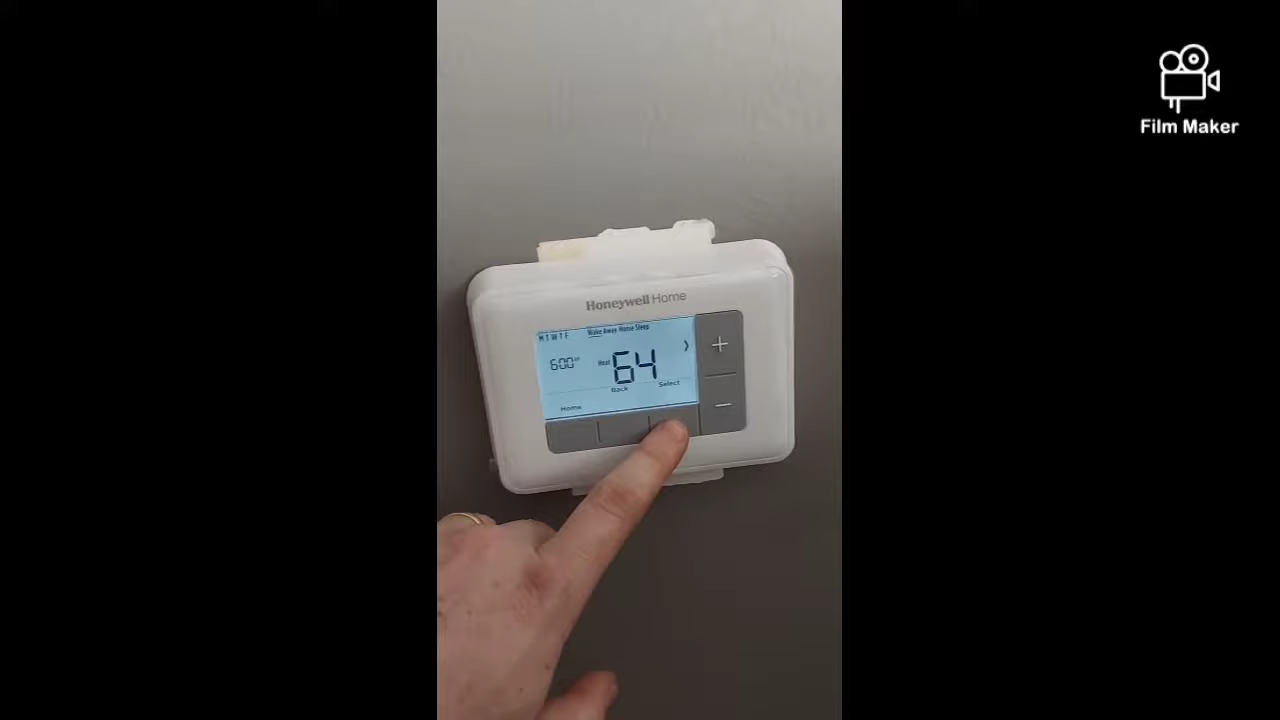 Film Maker
Honeywell Home
M T W T F Wake Away Home Sleep
6:00 Heat 64
Back Select
Home
+
-